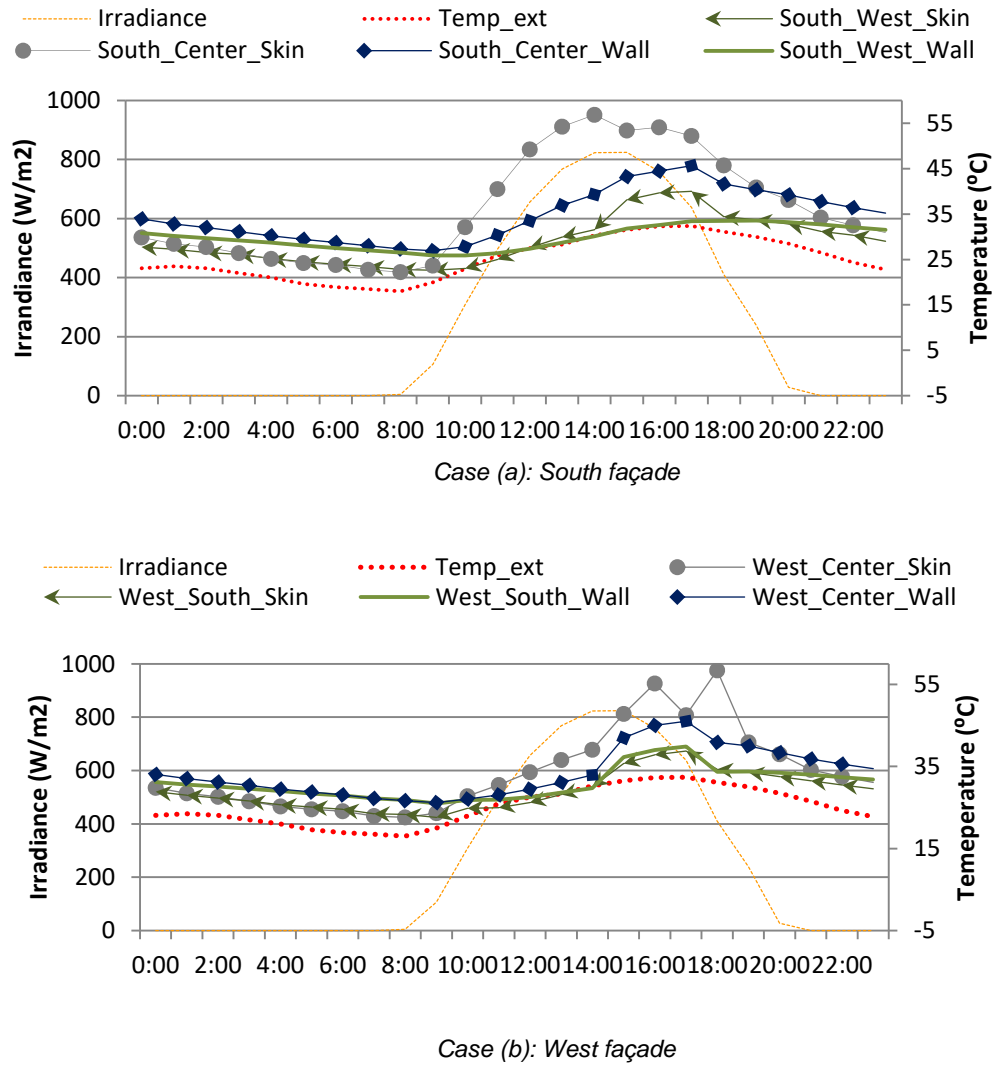 Irradiance Temp_ext South_West_Skin
South_Center_Skin South_Center_Wall South_West_Wall
Irrandiance (W/m2)
1000
800
600
400
200
0
55
45
35
25
15
5
-5
Temperature (ºC)
0:00 2:00 4:00 6:00 8:00 10:00 12:00 14:00 16:00 18:00 20:00 22:00
Case (a): South façade
Irradiance Temp_ext West_Center_Skin
West_South_Skin West_South_Wall West_Center_Wall
Irradiance (W/m2)
1000
800
600
400
200
0
55
35
15
-5
Temeperature (ºC)
0:00 2:00 4:00 6:00 8:00 10:00 12:00 14:00 16:00 18:00 20:00 22:00
Case (b): West façade